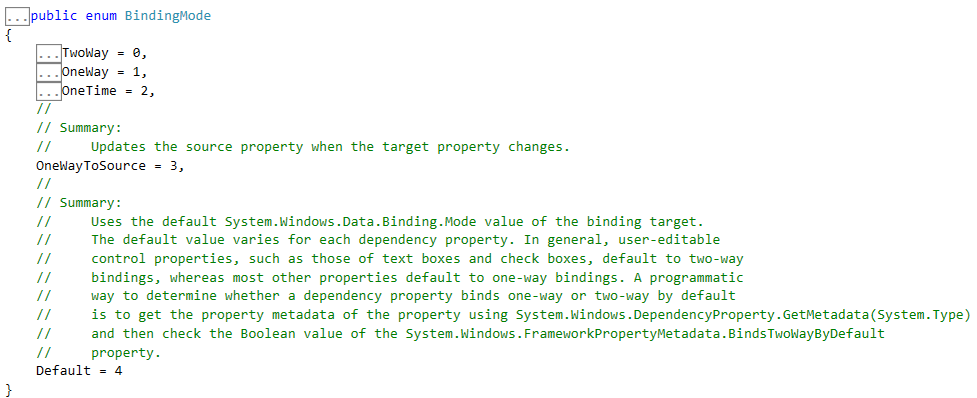 ...public enum BindingMode
{
...TwoWay = 0,
...OneWay = 1,
...OneTime = 2,
//
// Summary:
//     Updates the source property when the target property changes.
OneWayToSource = 3,
//
// Summary:
//     Uses the default System.Windows.Data.Binding.Mode value of the binding target.
//     The default value varies for each dependency property. In general, user-editable
//     control properties, such as those of text boxes and check boxes, default to two-way
//     bindings, whereas most other properties default to one-way bindings. A programmatic
//     way to determine whether a dependency property binds one-way or two-way by default
//     is to get the property metadata of the property using System.Windows.DependencyProperty.GetMetadata(System.Type)
//     and then check the Boolean value of the System.Windows.FrameworkPropertyMetadata.BindsTwoWayByDefault
//     property.
Default = 4
}